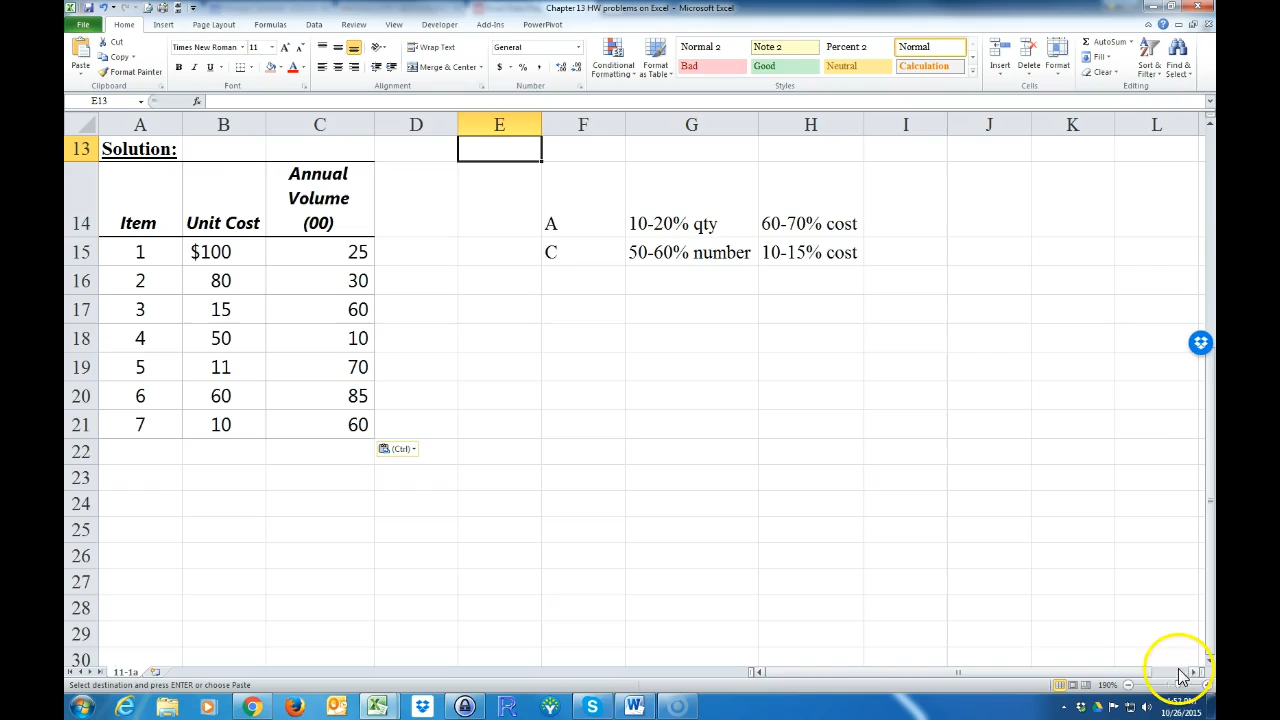 Chapter 13 HW problems on Excel - Microsoft Excel
File Home Insert Page Layout Formulas Data Review View Developer Add-Ins PowerPivot
Paste
Cut
Copy
Format Painter
Clipboard
Times New Roman 11
B I U
Font
Wrap Text
Merge & Center
Alignment
General
$ % ,
Number
Conditional Formatting
Format as Table
Normal 2 Note 2 Percent 2 Normal
Bad Good Neutral Calculation
Styles
Insert Delete Format
Cells
AutoSum
Fill
Clear
Sort & Filter
Find & Select
Editing
E13 fx
A B C D E F G H I J K L
13 Solution:
14 Item Unit Cost Annual Volume (00) A 10-20% qty 60-70% cost
15 1 $100 25 C 50-60% number 10-15% cost
16 2 80 30
17 3 15 60
18 4 50 10
19 5 11 70
20 6 60 85
21 7 10 60
22 (Ctrl)
23
24
25
26
27
28
29
30
11-1a
Select destination and press ENTER or choose Paste 190%
10/26/2015